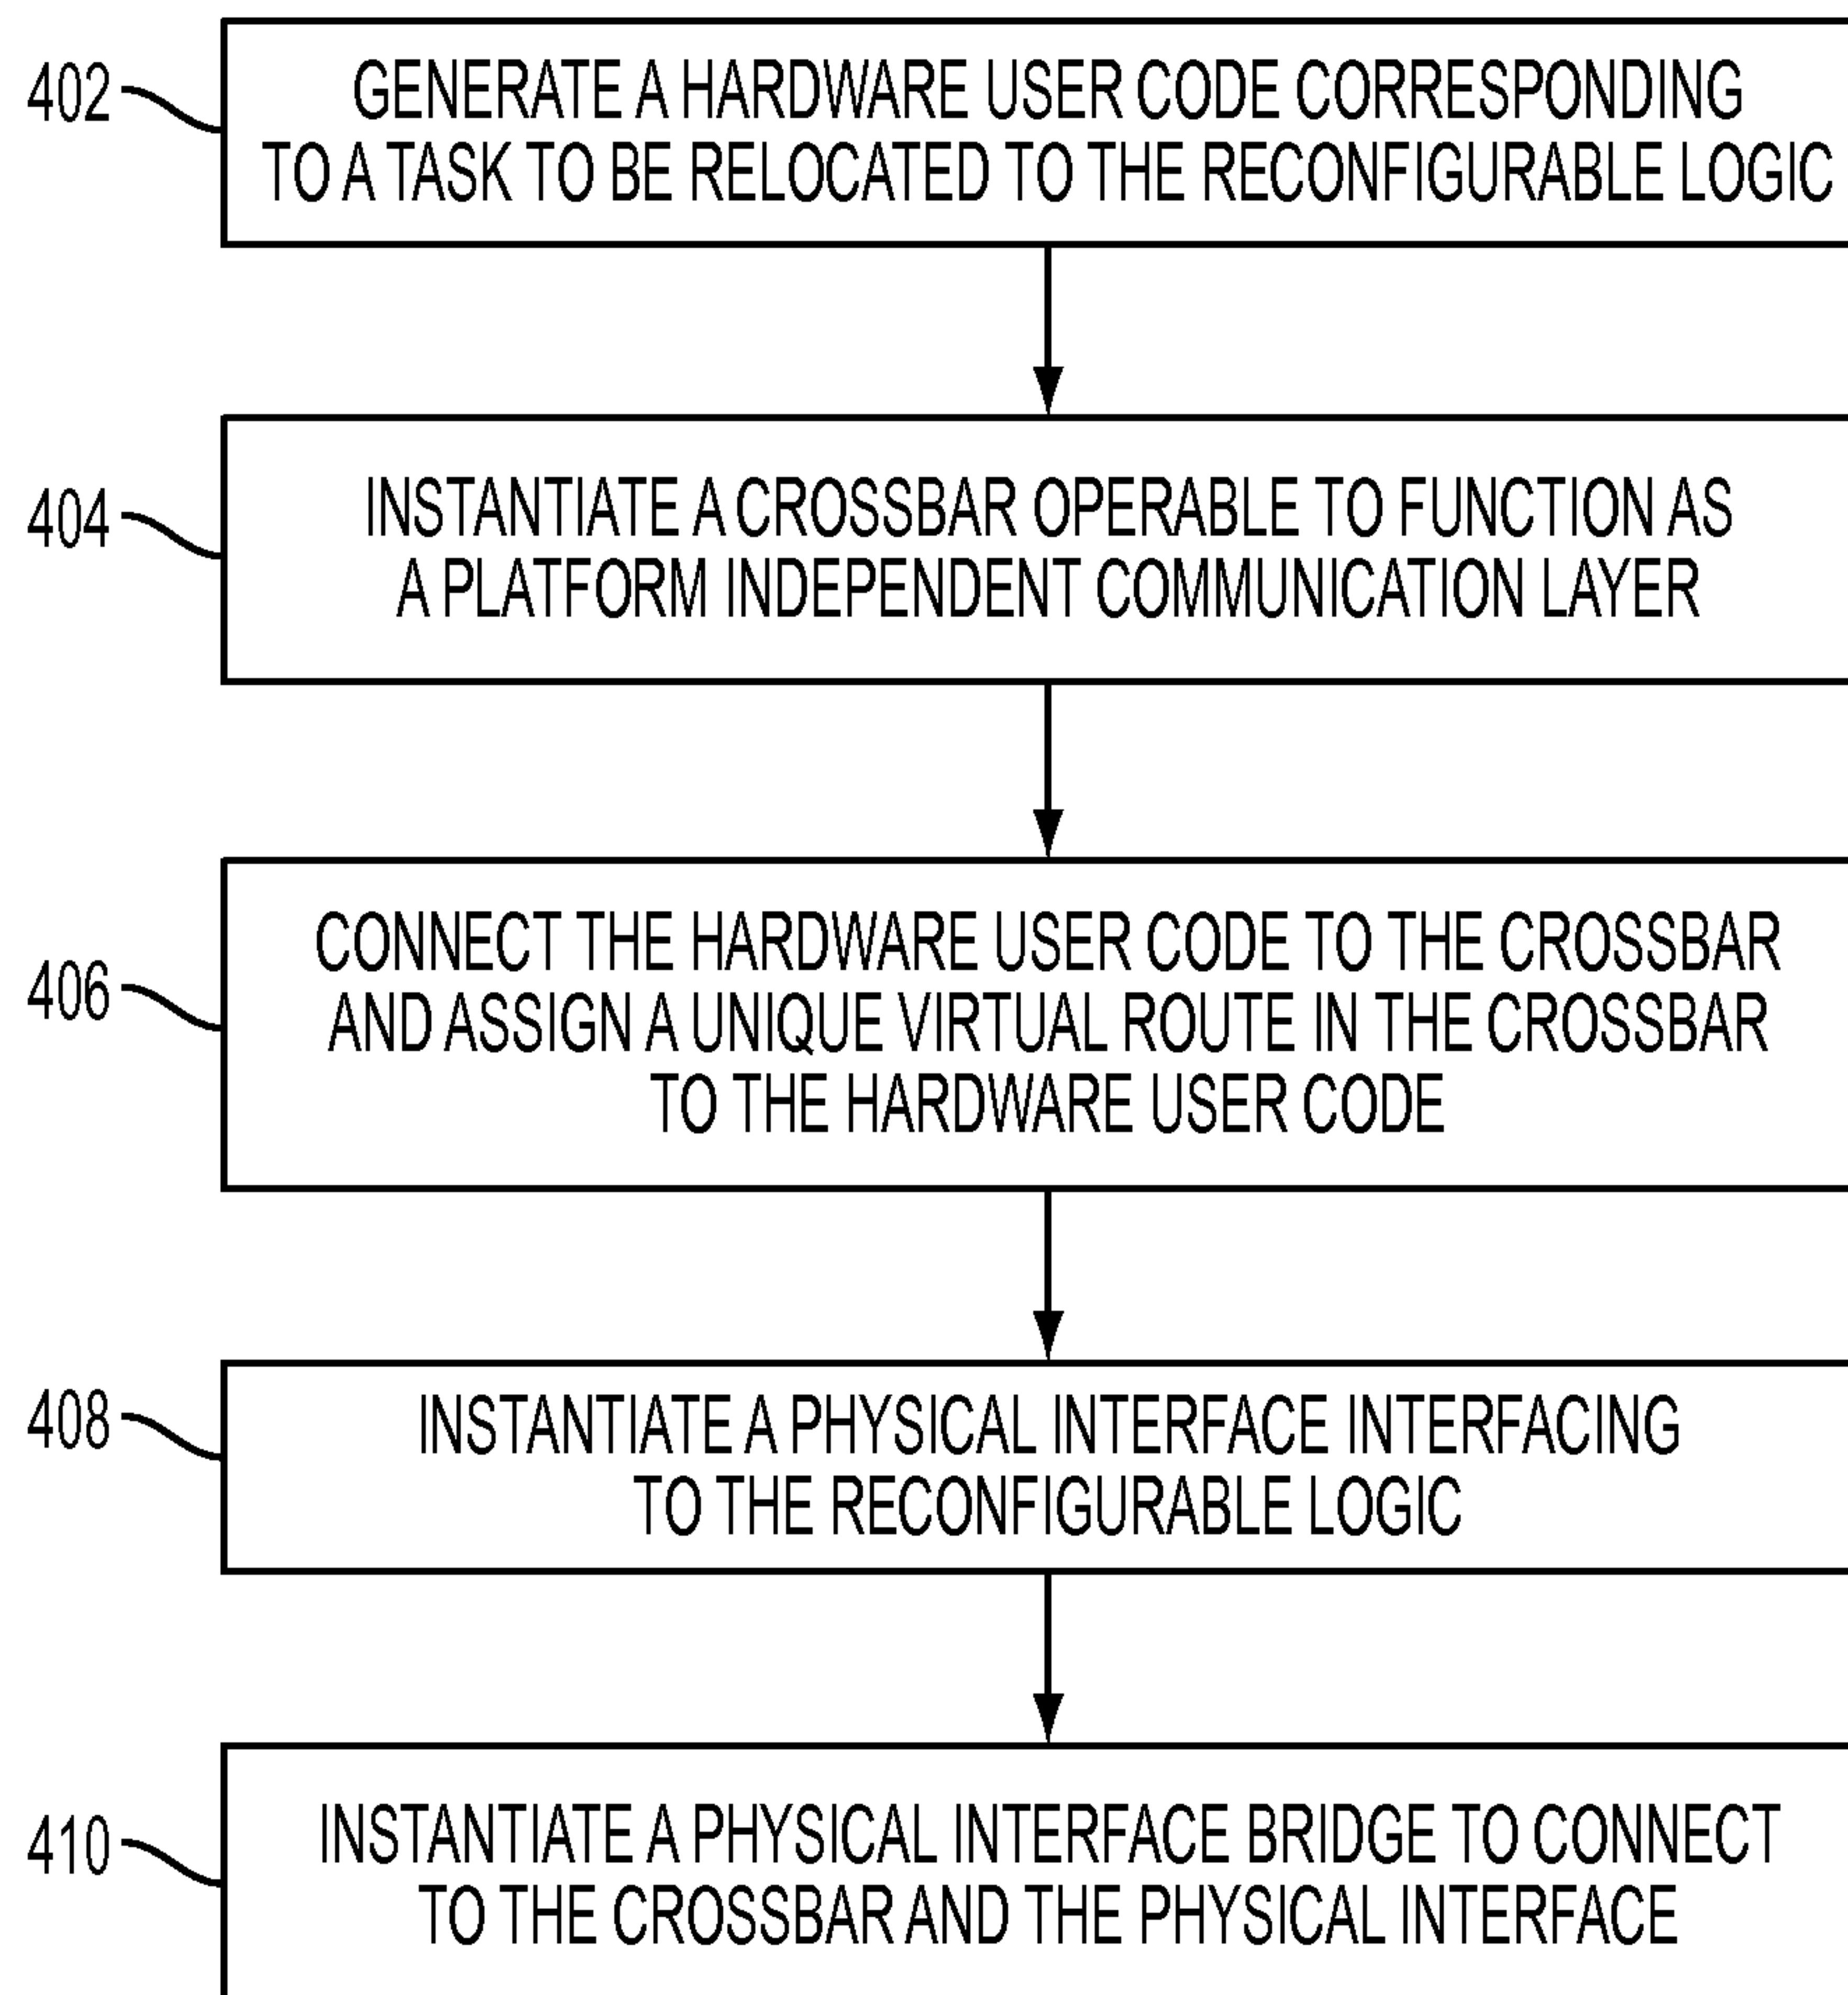 402
GENERATE A HARDWARE USER CODE CORRESPONDING
TO A TASK TO BE RELOCATED TO THE RECONFIGURABLE LOGIC
404
INSTANTIATE A CROSSBAR OPERABLE TO FUNCTION AS
A PLATFORM INDEPENDENT COMMUNICATION LAYER
406
CONNECT THE HARDWARE USER CODE TO THE CROSSBAR
AND ASSIGN A UNIQUE VIRTUAL ROUTE IN THE CROSSBAR
TO THE HARDWARE USER CODE
408
INSTANTIATE A PHYSICAL INTERFACE INTERFACING
TO THE RECONFIGURABLE LOGIC
410
INSTANTIATE A PHYSICAL INTERFACE BRIDGE TO CONNECT
TO THE CROSSBAR AND THE PHYSICAL INTERFACE